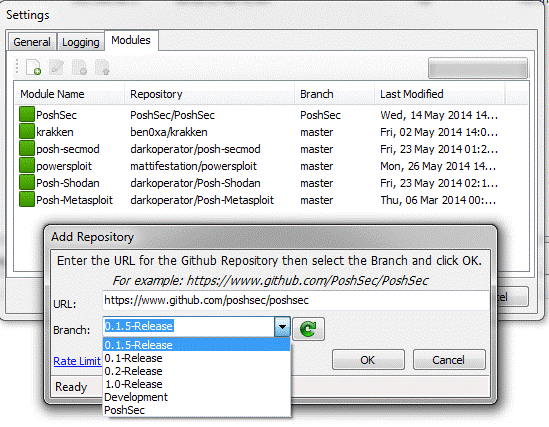 Settings
General Logging Modules
Module Name Repository Branch Last Modified
PoshSec PoshSec/PoshSec PoshSec Wed, 14 May 2014 14...
krakken ben0xa/krakken master Fri, 02 May 2014 14:0...
posh-secmod darkoperator/posh-secmod master Fri, 23 May 2014 01:2...
powersploit mattifestation/powersploit master Mon, 26 May 2014 14...
Posh-Shodan darkoperator/Posh-Shodan master Fri, 23 May 2014 02:1...
Posh-Metasploit darkoperator/Posh-Metasploit master Thu, 06 Mar 2014 00:...
Add Repository
Enter the URL for the Github Repository then select the Branch and click OK.
For example: https://www.github.com/PoshSec/PoshSec
URL: https://www.github.com/poshsec/poshsec
Branch: 0.1.5-Release
0.1.5-Release
0.1-Release
0.2-Release
1.0-Release
Development
PoshSec
Rate Limit OK Cancel
Ready